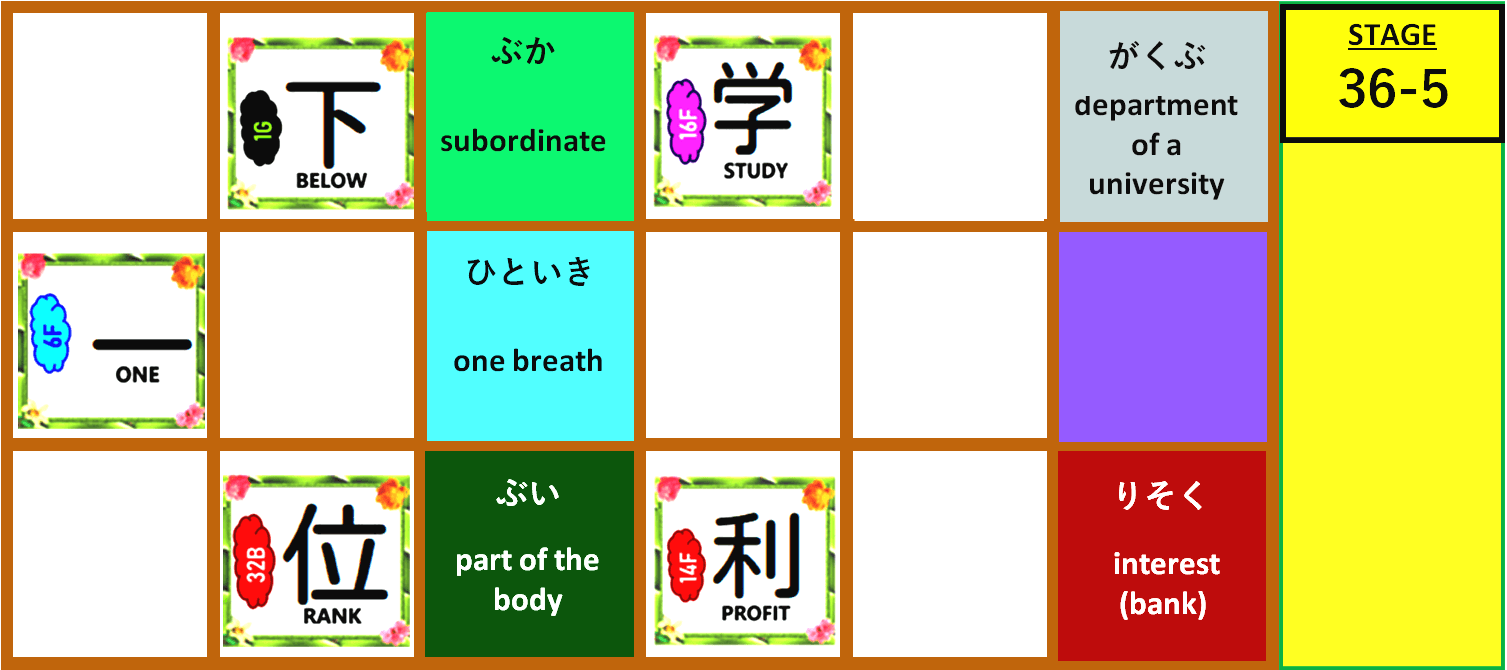 1G
下
BELOW
ぶか
subordinate
16F
学
STUDY
がくぶ
department
of a
university
STAGE
36-5
6F
一
ONE
ひといき
one breath
32B
位
RANK
ぶい
part of the
body
14F
利
PROFIT
りそく
interest
(bank)